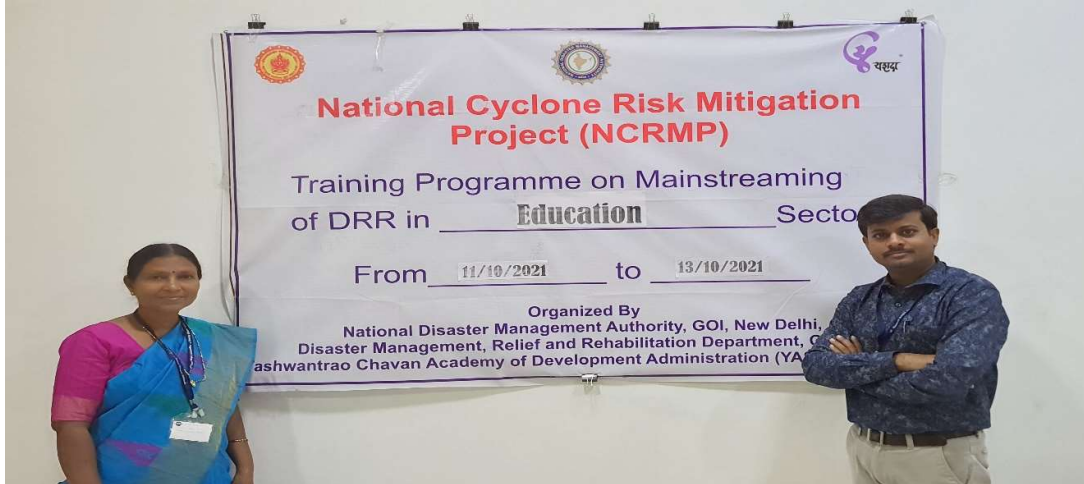 यशदा
National Cyclone Risk Mitigation
Project (NCRMP)
Training Programme on Mainstreaming
of DRR in Education Secto
From 11/10/2021 to 13/10/2021
Organized By
National Disaster Management Authority, GOI, New Delhi,
Disaster Management, Relief and Rehabilitation Department,
ashwantrao Chavan Academy of Development Administration (YA